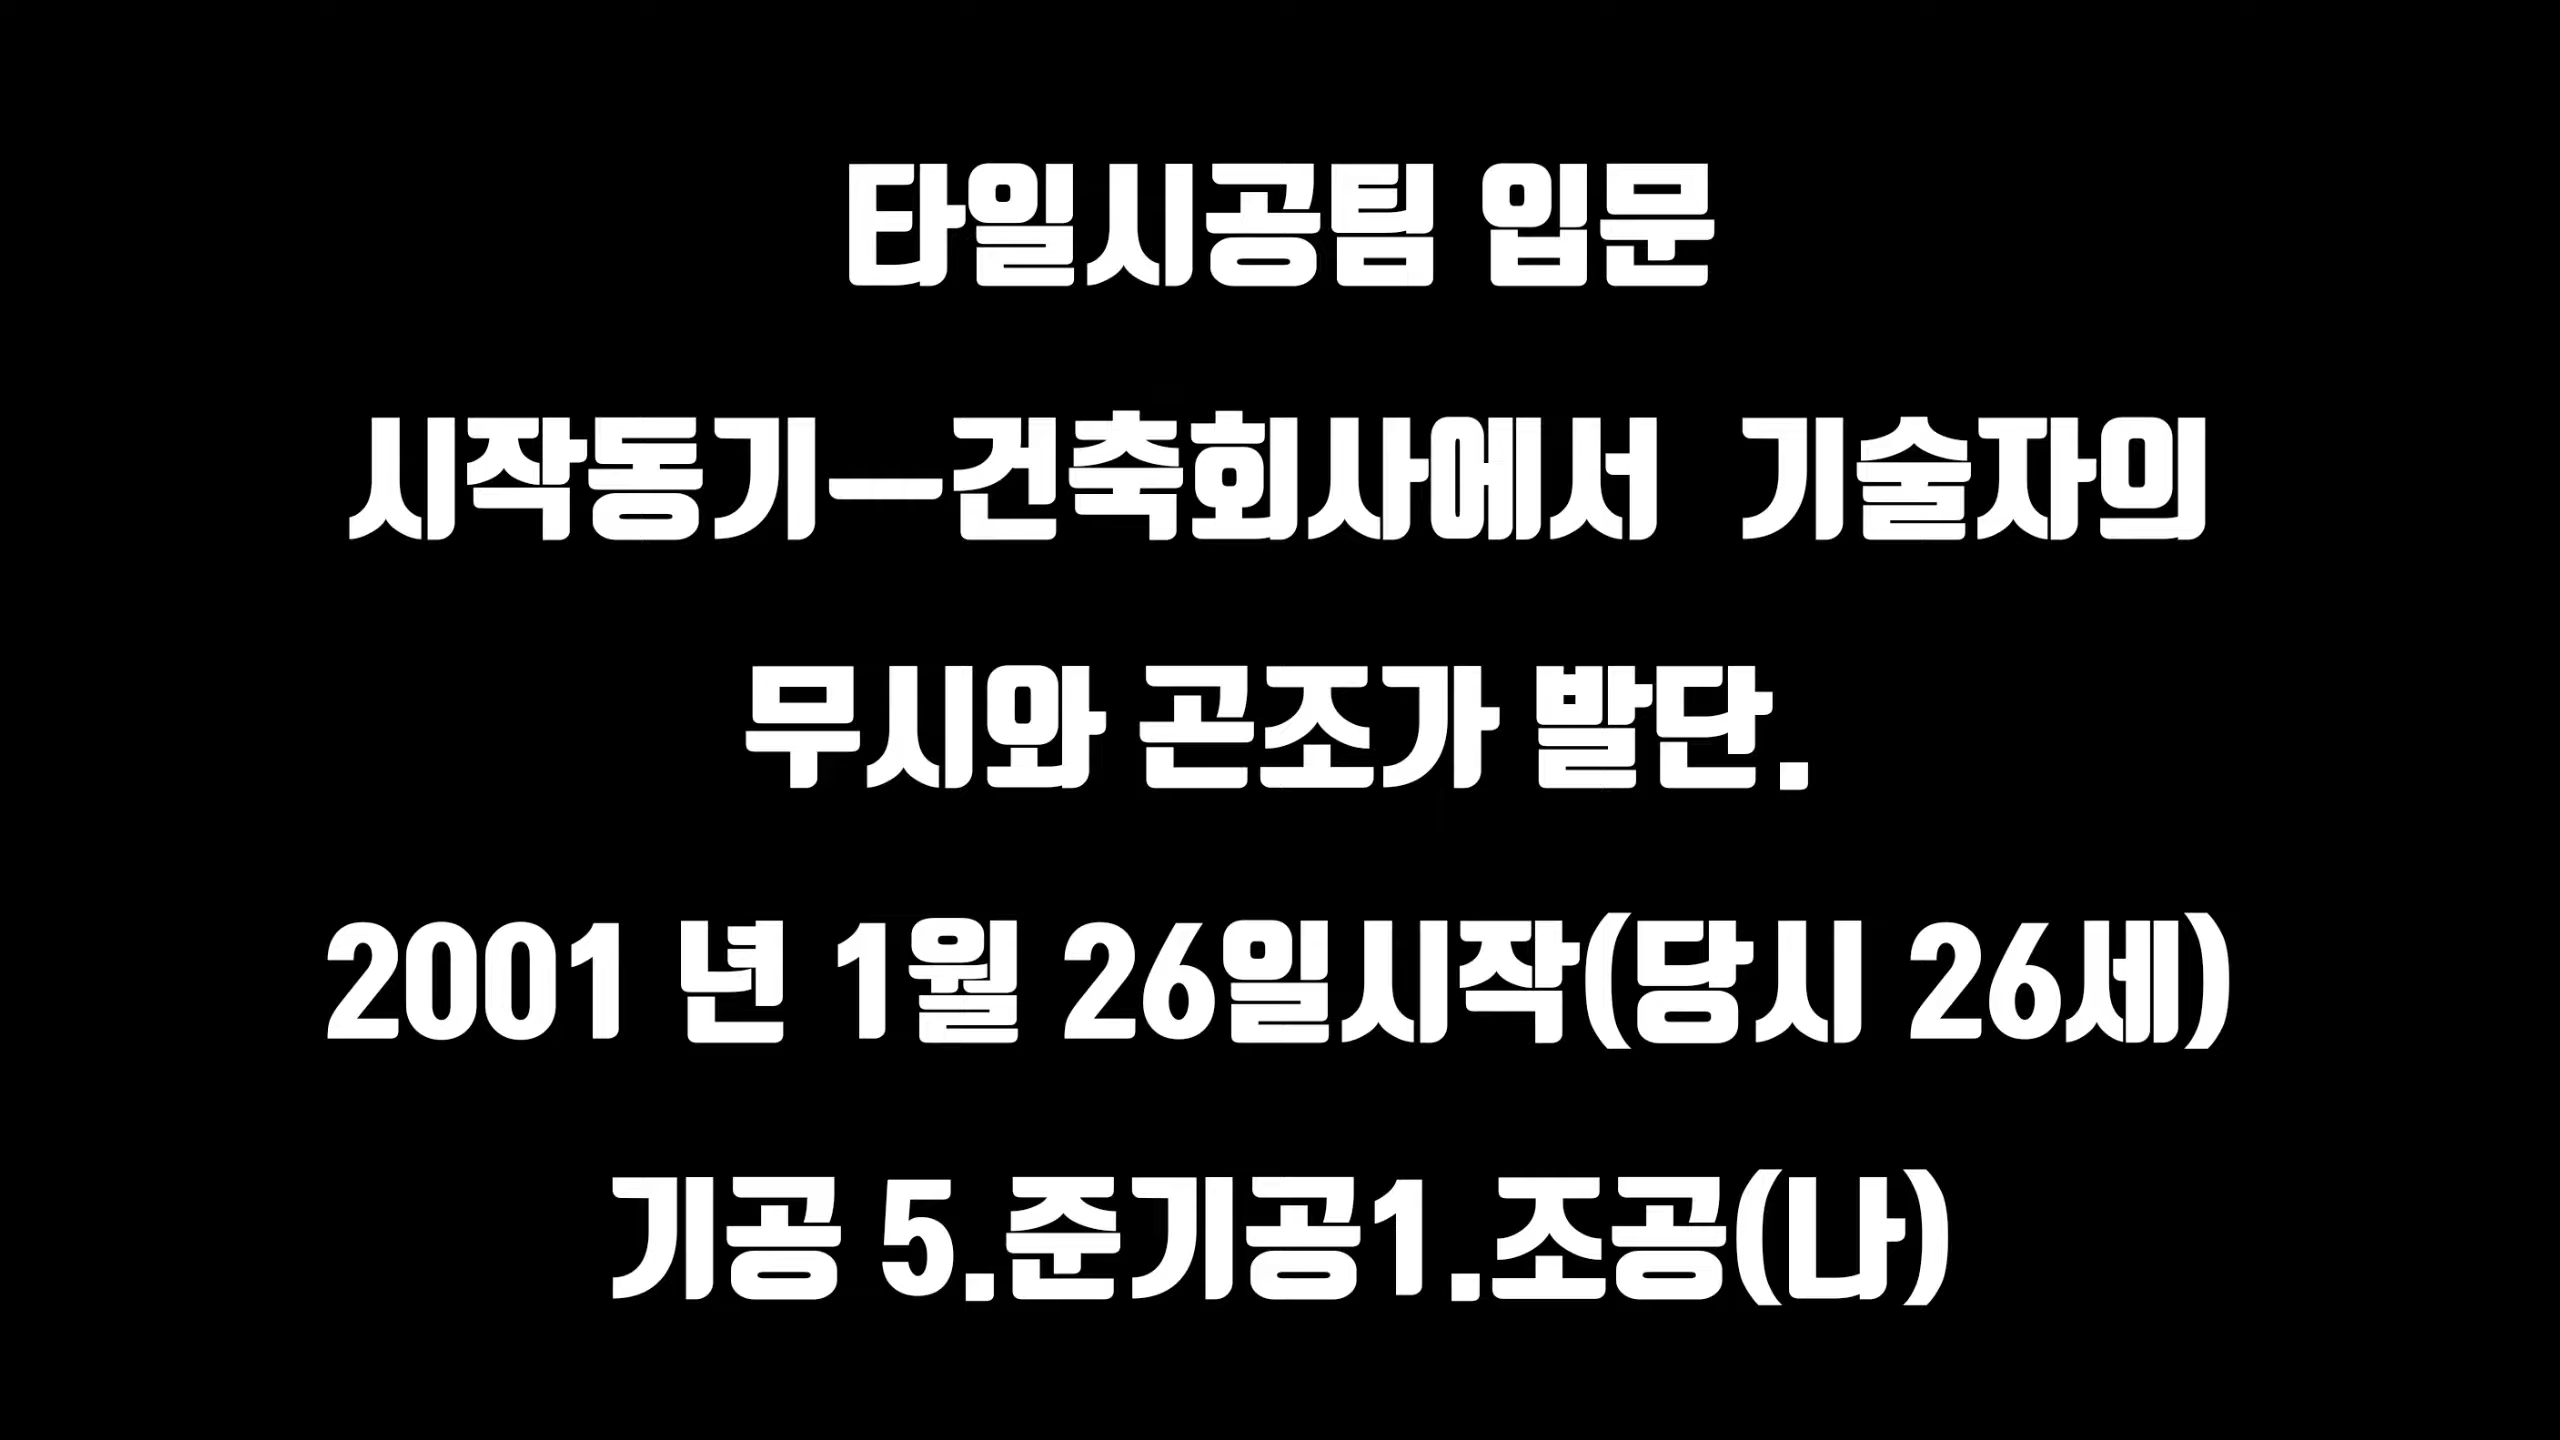 타일시공팀 입문
시작동기—건축회사에서 기술자의
무시와 곤조가 발단.
2001 년 1월 26일시작(당시 26세)
기공 5.준기공1.조공(나)